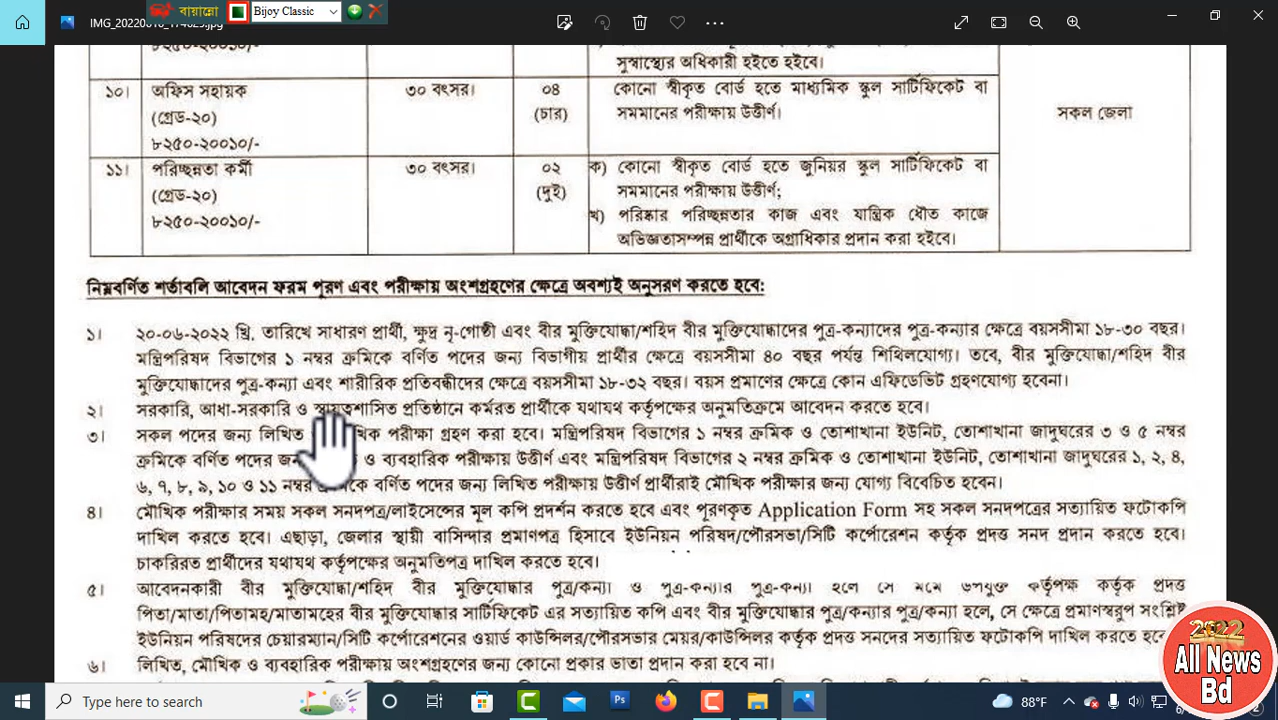 IMG_20220610_174625.jpg
বায়ান্নো Bijoy Classic
৮২৫০-২০০১০/-
সুস্বাস্থ্যের অধিকারী হইতে হইবে।
১০। অফিস সহায়ক ৩০ বৎসর। ০৪ কোনো স্বীকৃত বোর্ড হতে মাধ্যমিক স্কুল সার্টিফিকেট বা
(গ্রেড-২০) (চার) সমমানের পরীক্ষায় উত্তীর্ণ। সকল জেলা
৮২৫০-২০০১০/-
১১। পরিচ্ছন্নতা কর্মী ৩০ বৎসর। ০২ ক) কোনো স্বীকৃত বোর্ড হতে জুনিয়র স্কুল সার্টিফিকেট বা
(গ্রেড-২০) (দুই) সমমানের পরীক্ষায় উত্তীর্ণ;
৮২৫০-২০০১০/- খ) পরিষ্কার পরিচ্ছন্নতার কাজ এবং যান্ত্রিক ধৌত কাজে
অভিজ্ঞতাসম্পন্ন প্রার্থীকে অগ্রাধিকার প্রদান করা হইবে।
নিম্নবর্ণিত শর্তাবলি আবেদন ফরম পূরণ এবং পরীক্ষায় অংশগ্রহণের ক্ষেত্রে অবশ্যই অনুসরণ করতে হবে:
১। ২০-০৬-২০২২ খ্রি. তারিখে সাধারণ প্রার্থী, ক্ষুদ্র নৃ-গোষ্ঠী এবং বীর মুক্তিযোদ্ধা/শহিদ বীর মুক্তিযোদ্ধাদের পুত্র-কন্যাদের পুত্র-কন্যার ক্ষেত্রে বয়সসীমা ১৮-৩০ বছর।
মন্ত্রিপরিষদ বিভাগের ১ নম্বর ক্রমিকে বর্ণিত পদের জন্য বিভাগীয় প্রার্থীর ক্ষেত্রে বয়সসীমা ৪০ বছর পর্যন্ত শিথিলযোগ্য। তবে, বীর মুক্তিযোদ্ধা/শহিদ বীর
মুক্তিযোদ্ধাদের পুত্র-কন্যা এবং শারীরিক প্রতিবন্ধীদের ক্ষেত্রে বয়সসীমা ১৮-৩২ বছর। বয়স প্রমাণের ক্ষেত্রে কোন এফিডেভিট গ্রহণযোগ্য হবেনা।
২। সরকারি, আধা-সরকারি ও স্বায়ত্বশাসিত প্রতিষ্ঠানে কর্মরত প্রার্থীকে যথাযথ কর্তৃপক্ষের অনুমতিক্রমে আবেদন করতে হবে।
৩। সকল পদের জন্য লিখিত পরীক্ষা গ্রহণ করা হবে। মন্ত্রিপরিষদ বিভাগের ১ নম্বর ক্রমিক ও তোশাখানা ইউনিট, তোশাখানা জাদুঘরের ৩ ও ৫ নম্বর
ক্রমিকে বর্ণিত পদের ও ব্যবহারিক পরীক্ষায় উত্তীর্ণ এবং মন্ত্রিপরিষদ বিভাগের ২ নম্বর ক্রমিক ও তোশাখানা ইউনিট, তোশাখানা জাদুঘরের ১, ২, ৪,
৬, ৭, ৮, ৯, ১০ ও ১১ নম্বর বর্ণিত পদের জন্য লিখিত পরীক্ষায় উত্তীর্ণ প্রার্থীরাই মৌখিক পরীক্ষার জন্য যোগ্য বিবেচিত হবেন।
৪। মৌখিক পরীক্ষার সময় সকল সনদপত্র/লাইসেন্সের মূল কপি প্রদর্শন করতে হবে এবং পূরণকৃত Application Form সহ সকল সনদপত্রের সত্যায়িত ফটোকপি
দাখিল করতে হবে। এছাড়া, জেলার স্থায়ী বাসিন্দার প্রমাণপত্র হিসাবে ইউনিয়ন পরিষদ/পৌরসভা/সিটি কর্পোরেশন কর্তৃক প্রদত্ত সনদ প্রদান করতে হবে।
চাকরিরত প্রার্থীদের যথাযথ কর্তৃপক্ষের অনুমতিপত্র দাখিল করতে হবে।
৫। আবেদনকারী বীর মুক্তিযোদ্ধা/শহিদ বীর মুক্তিযোদ্ধার পুত্র/কন্যা ও পুত্র-কন্যার পুত্র-কন্যা হলে সে মর্মে উপযুক্ত কর্তৃপক্ষ কর্তৃক প্রদত্ত
পিতা/মাতা/পিতামহ/মাতামহের বীর মুক্তিযোদ্ধার সার্টিফিকেট এর সত্যায়িত কপি এবং বীর মুক্তিযোদ্ধার পুত্র/কন্যার পুত্র/কন্যা হলে, সে ক্ষেত্রে প্রমাণস্বরুপ সংশ্লিষ্ট
ইউনিয়ন পরিষদের চেয়ারম্যান/সিটি কর্পোরেশনের ওয়ার্ড কাউন্সিলর/পৌরসভার মেয়র/কাউন্সিলর কর্তৃক প্রদত্ত সনদের সত্যায়িত ফটোকপি দাখিল করতে
৬। লিখিত, মৌখিক ও ব্যবহারিক পরীক্ষায় অংশগ্রহণের জন্য কোনো প্রকার ভাতা প্রদান করা হবে না।
2022
All News
Bd
Type here to search 88°F